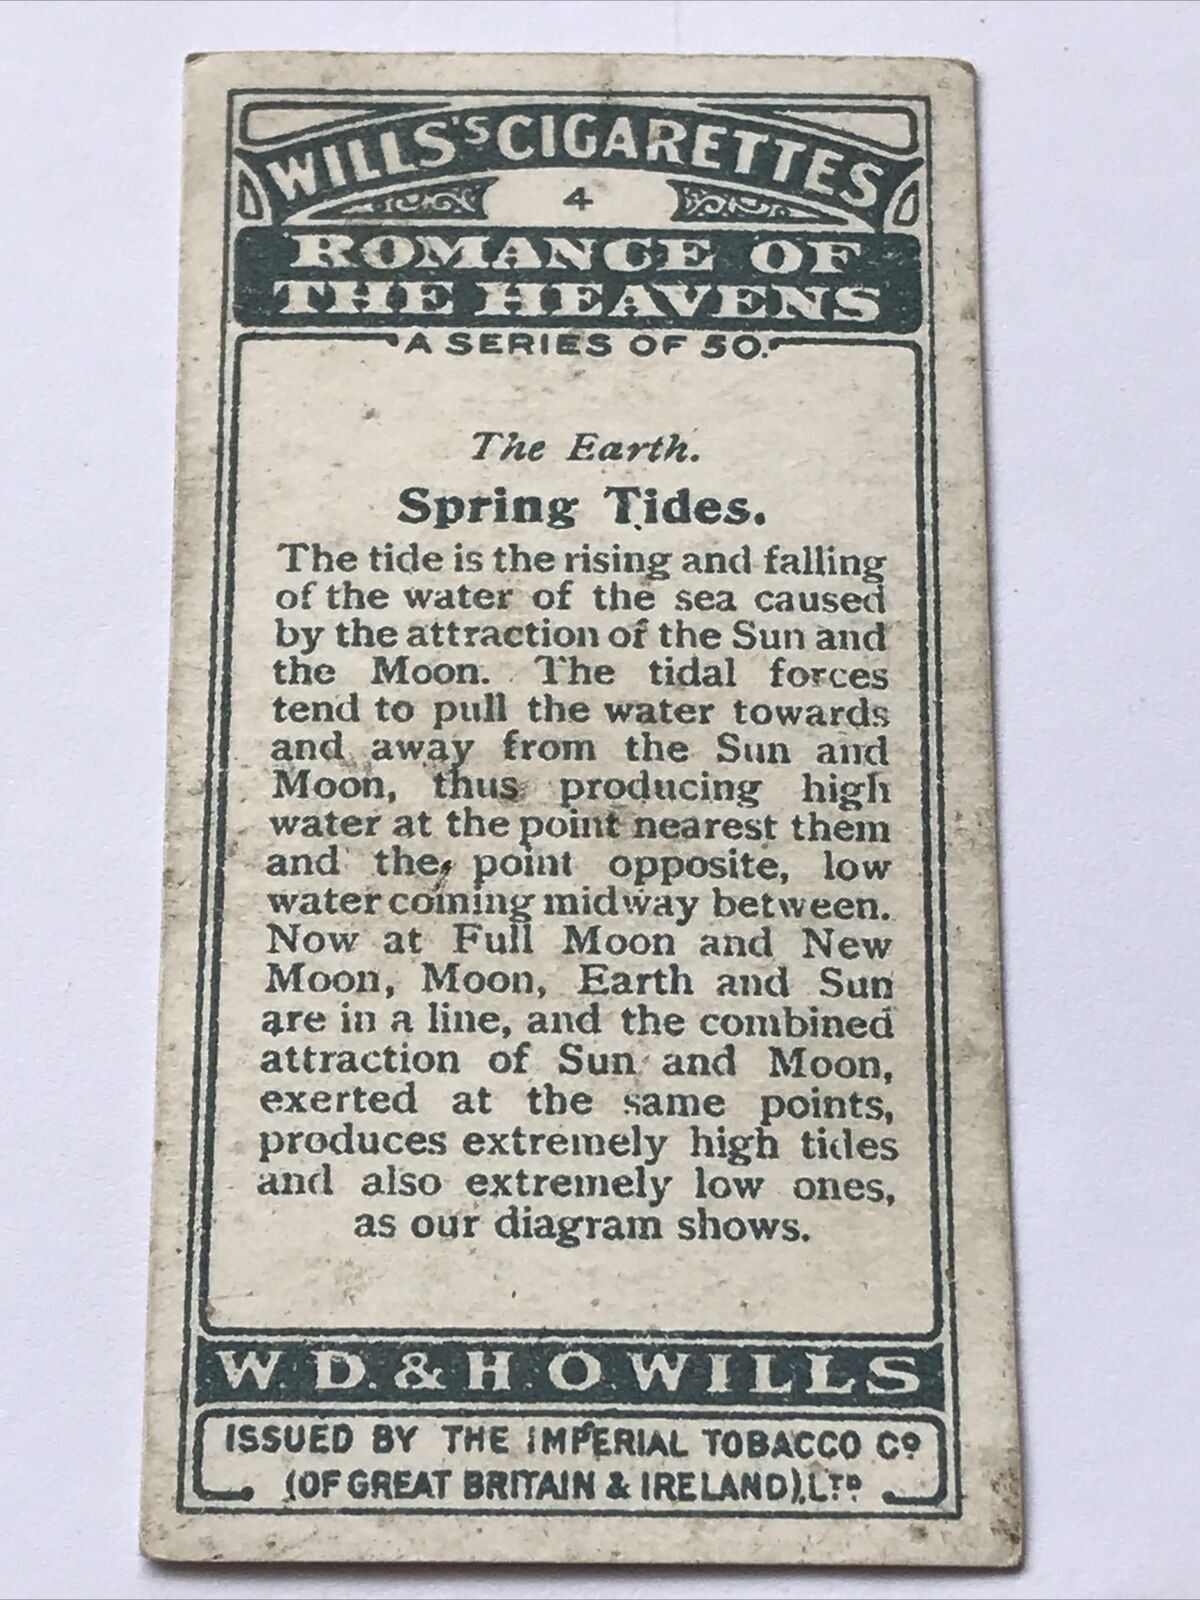 WILLS'S CIGARETTES
4
ROMANCE OF
THE HEAVENS
A SERIES OF 50.
The Earth.
Spring Tides.
The tide is the rising and falling
of the water of the sea caused
by the attraction of the Sun and
the Moon. The tidal forces
tend to pull the water towards
and away from the Sun and
Moon, thus producing high
water at the point nearest them
and the point opposite, low
water coming midway between.
Now at Full Moon and New
Moon, Moon, Earth and Sun
are in a line, and the combined
attraction of Sun and Moon,
exerted at the same points,
produces extremely high tides
and also extremely low ones,
as our diagram shows.
W. D. & H. O. WILLS
ISSUED BY THE IMPERIAL TOBACCO Co
(OF GREAT BRITAIN & IRELAND), LTD